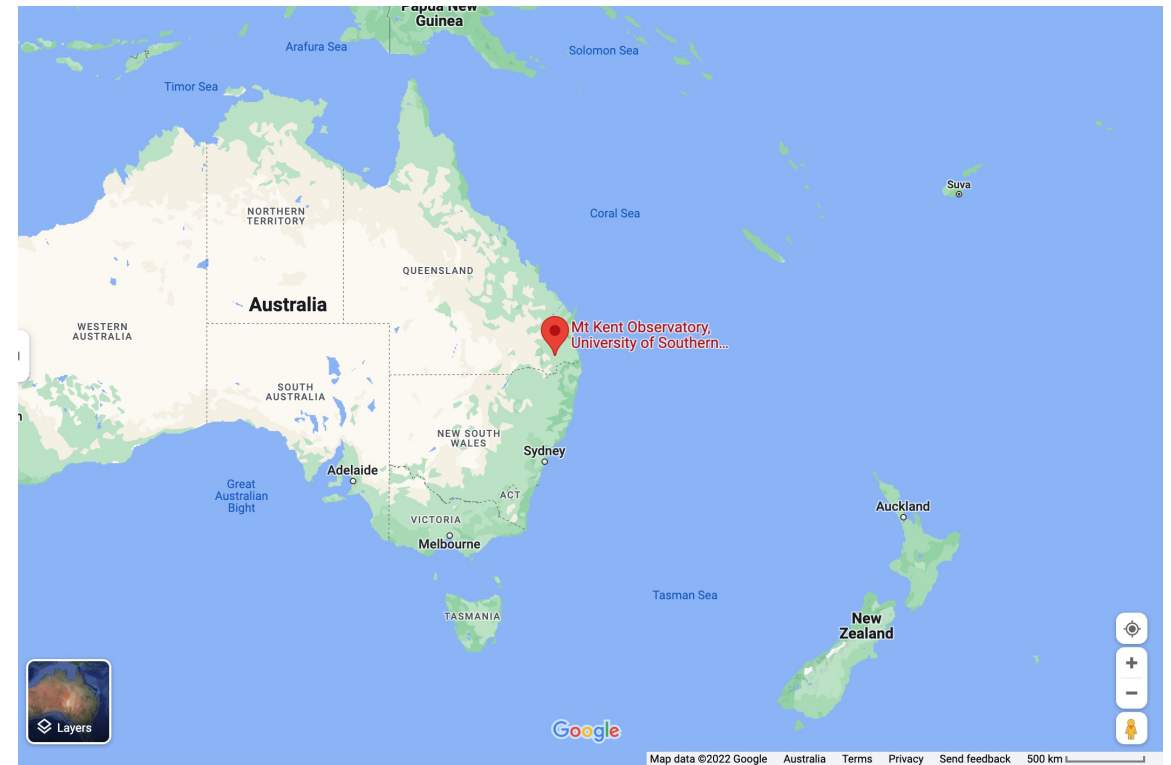 Papua New
Guinea
Arafura Sea
Solomon Sea
Timor Sea
Suva
NORTHERN
TERRITORY
Coral Sea
QUEENSLAND
Australia
WESTERN
AUSTRALIA
Mt Kent Observatory,
University of Southern...
SOUTH
AUSTRALIA
NEW SOUTH
WALES
Sydney
Adelaide
Great
Australian
Bight
ACT
Auckland
VICTORIA
Melbourne
Tasman Sea
TASMANIA
New
Zealand
Layers
Google
Map data ©2022 Google Australia Terms Privacy Send feedback 500 km